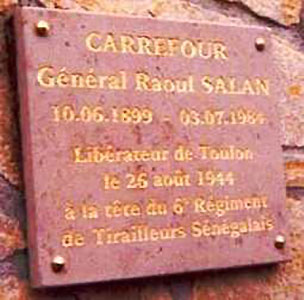 CARREFOUR
Général Raoul SALAN
10.06.1899 - 03.07.1984
Libérateur de Toulon
le 26 août 1944
à la tête du 6e Régiment
de Tirailleurs Sénégalais